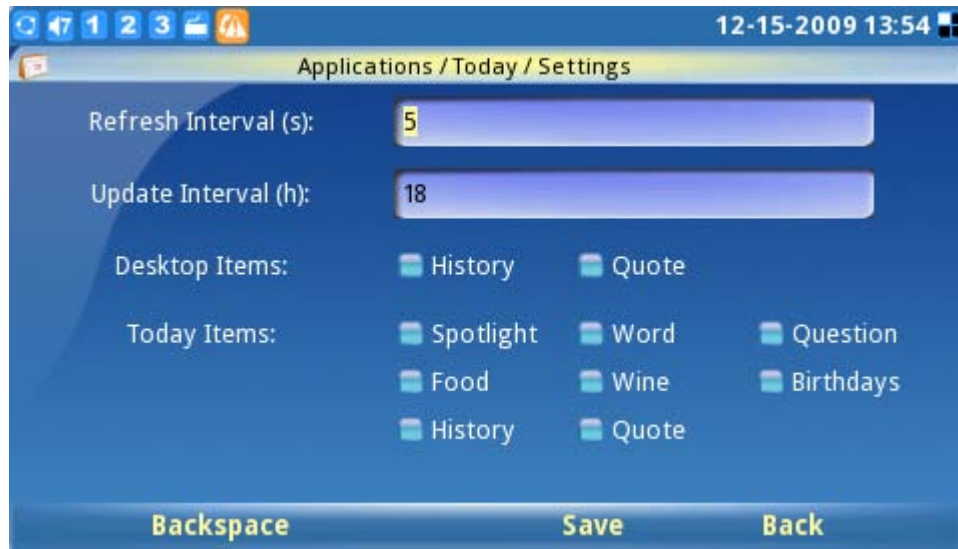 7 1 2 3 12-15-2009 13:54
Applications / Today / Settings
Refresh Interval (s): 5
Update Interval (h): 18
Desktop Items: History Quote
Today Items: Spotlight Word Question
Food Wine Birthdays
History Quote
Backspace Save Back